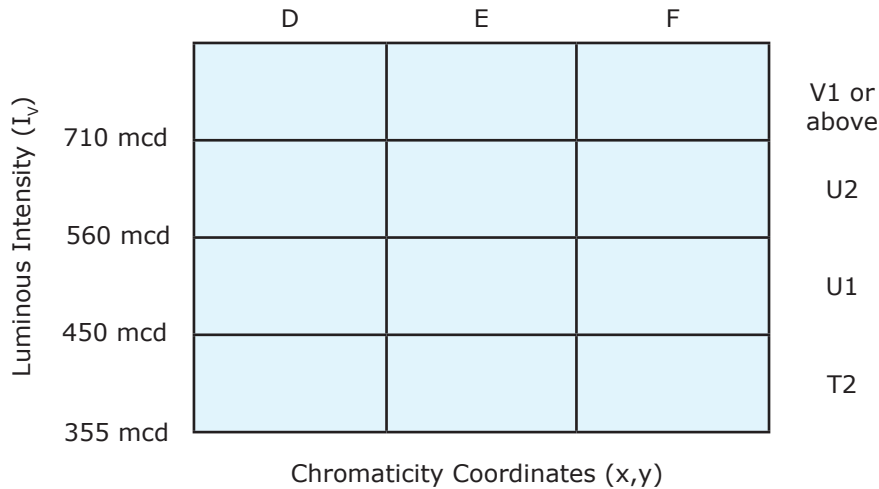 D E F
V1 or
above
710 mcd
U2
560 mcd
U1
450 mcd
T2
355 mcd
Luminous Intensity (Iᵥ)
Chromaticity Coordinates (x,y)